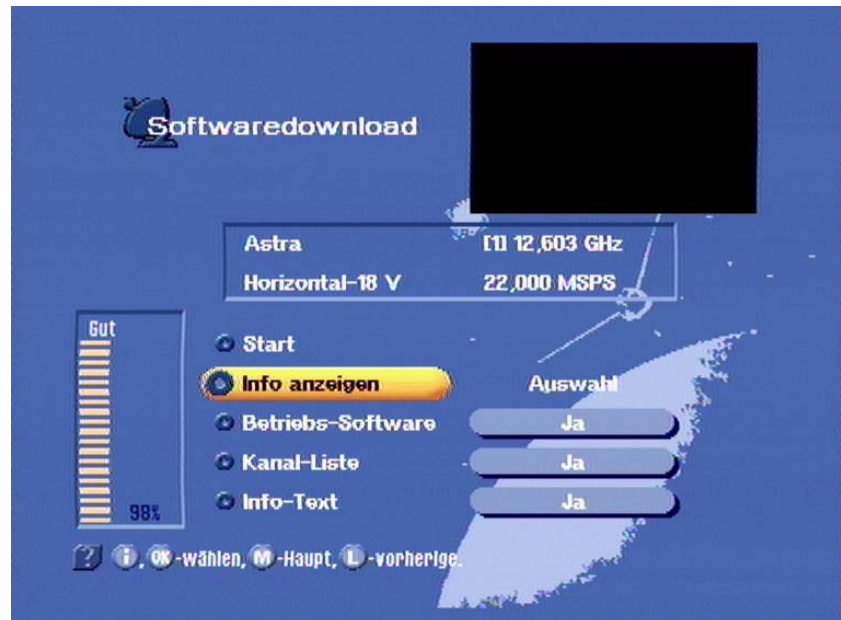 Softwaredownload
Astra [1] 12,603 GHz
Horizontal-18 V 22,000 MSPS
Gut
Start
Info anzeigen Auswahl
Betriebs-Software Ja
Kanal-Liste Ja
Info-Text Ja
98%
? i, OK -wählen, M -Haupt, L -vorherige.